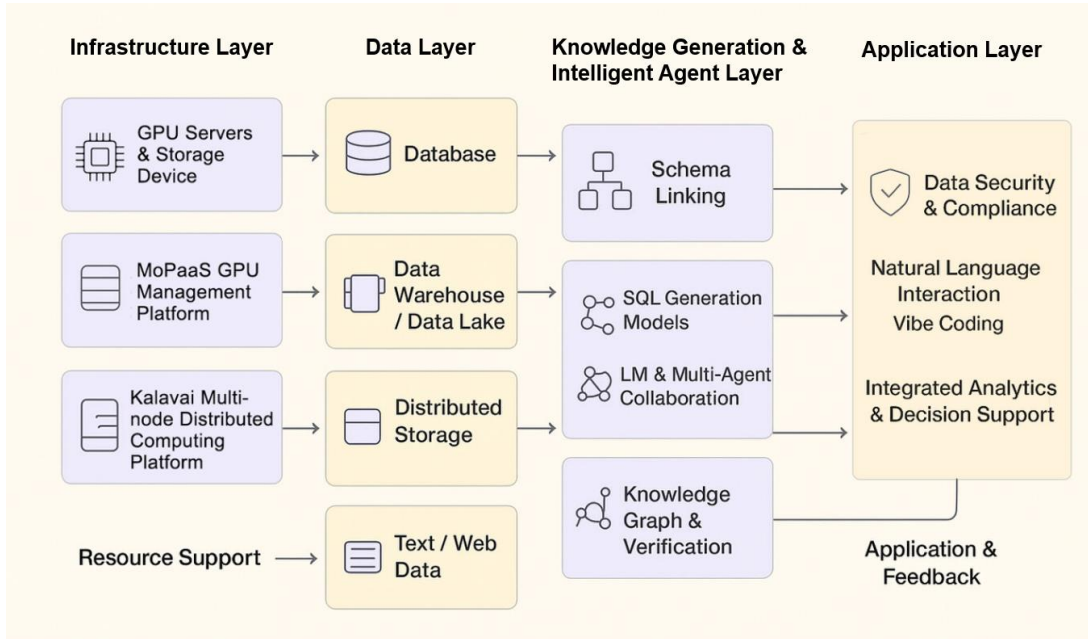 Infrastructure Layer
Data Layer
Knowledge Generation &
Intelligent Agent Layer
Application Layer
GPU Servers
& Storage
Device
MoPaaS GPU
Management
Platform
Kalavai Multi-
node Distributed
Computing
Platform
Resource Support
Database
Data
Warehouse
/ Data Lake
Distributed
Storage
Text / Web
Data
Schema
Linking
SQL Generation
Models
LM & Multi-Agent
Collaboration
Knowledge
Graph &
Verification
Data Security
& Compliance
Natural Language
Interaction
Vibe Coding
Integrated Analytics
& Decision Support
Application &
Feedback